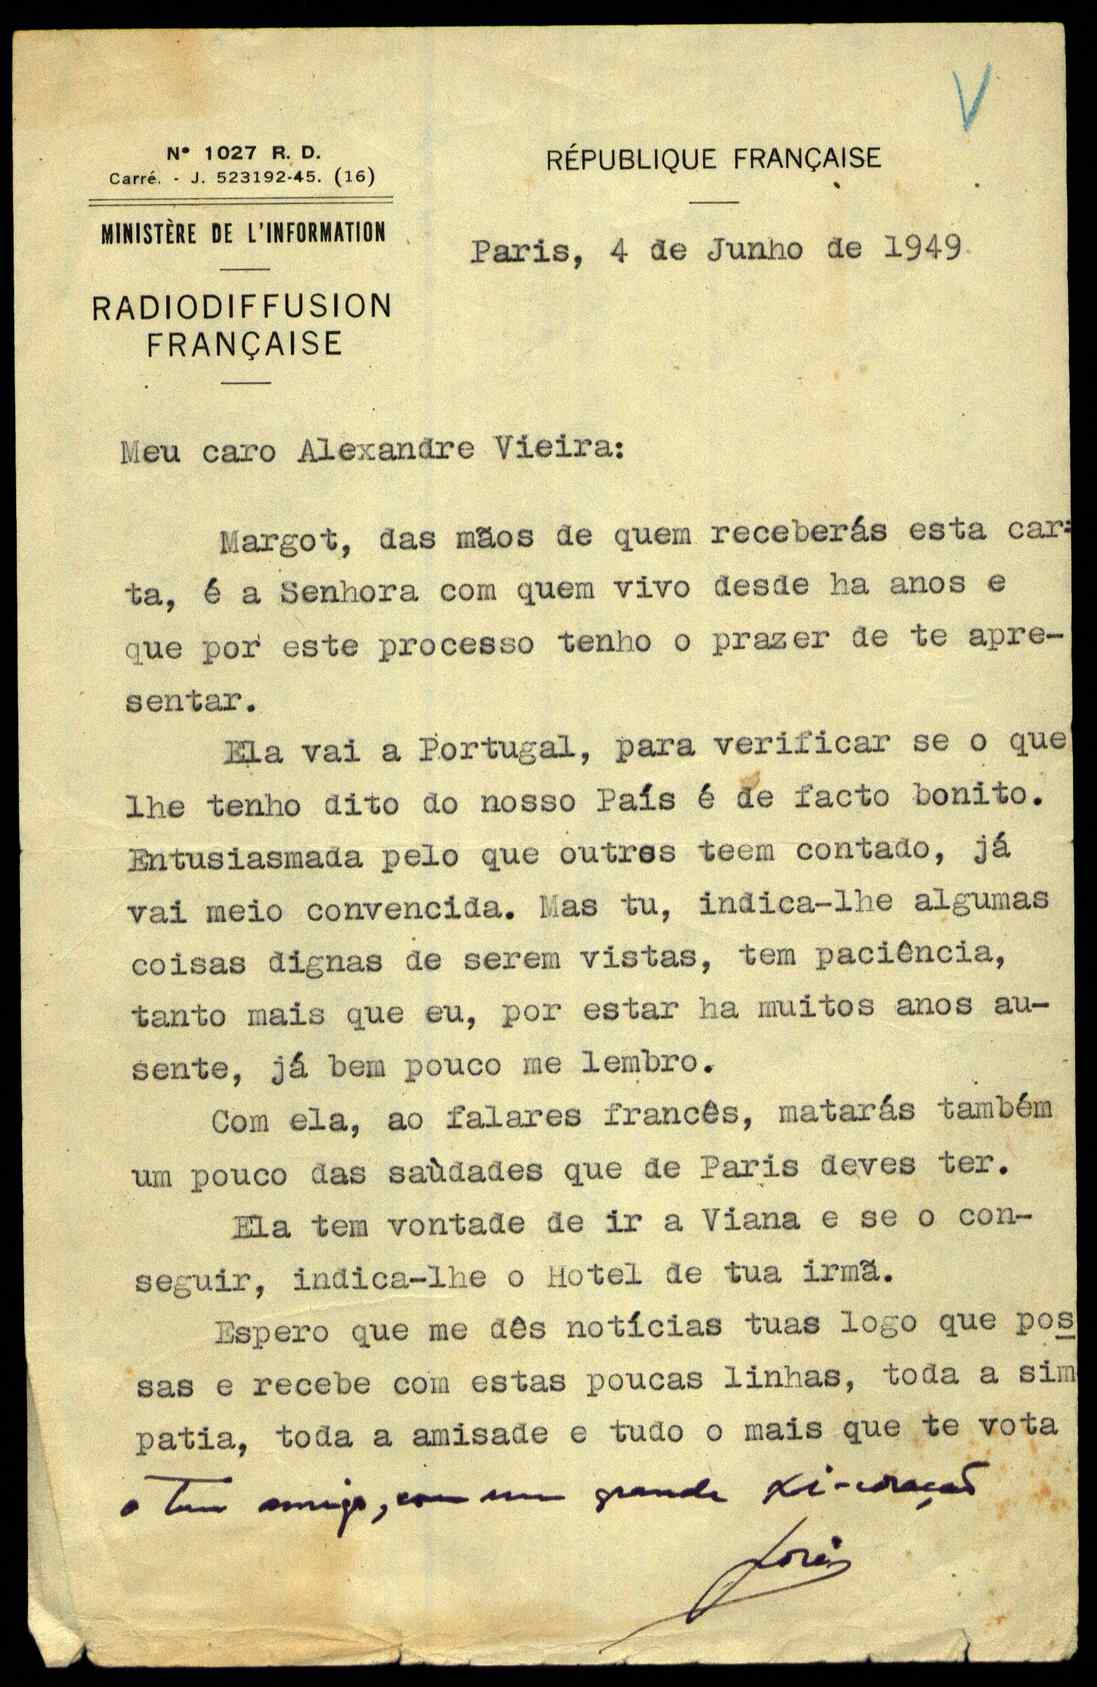 V
N° 1027 R. D.
Carré. - J. 523192-45. (16)
MINISTÈRE DE L'INFORMATION
RADIODIFFUSION
FRANÇAISE
RÉPUBLIQUE FRANÇAISE
Paris, 4 de Junho de 1949
Meu caro Alexandre Vieira:
Margot, das mãos de quem receberás esta car=
ta, é a Senhora com quem vivo desde ha anos e
que por este processo tenho o prazer de te apre-
sentar.
Ela vai a Portugal, para verificar se o que
lhe tenho dito do nosso País é de facto bonito.
Entusiasmada pelo que outros teem contado, já
vai meio convencida. Mas tu, indica-lhe algumas
coisas dignas de serem vistas, tem paciência,
tanto mais que eu, por estar ha muitos anos au-
sente, já bem pouco me lembro.
Com ela, ao falares francês, matarás também
um pouco das saùdades que de Paris deves ter.
Ela tem vontade de ir a Viana e se o con-
seguir, indica-lhe o Hotel de tua irmã.
Espero que me dês notícias tuas logo que pos
sas e recebe com estas poucas linhas, toda a sim
patia, toda a amisade e tudo o mais que te vota
o teu amigo, com um grande xi-coração